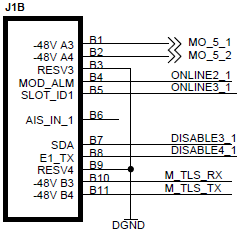 J1B
-48V A3 B1 MO_5_1
-48V A4 B2 MO_5_2
RESV3 B3
MOD_ALM B4 ONLINE2_1
SLOT_ID1 B5 ONLINE3_1
AIS_IN_1 B6
SDA B7 DISABLE3_1
E1_TX B8 DISABLE4_1
RESV4 B9
-48V B3 B10 M_TLS_RX
-48V B4 B11 M_TLS_TX
DGND